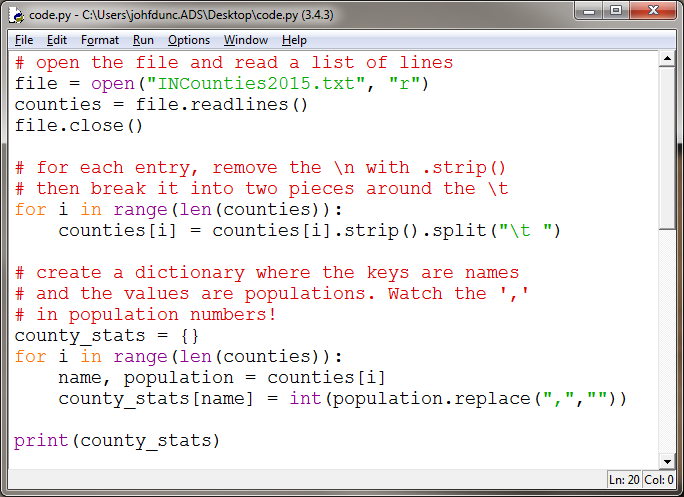 code.py - C:\Users\johfdunc.ADS\Desktop\code.py (3.4.3)
File Edit Format Run Options Window Help
# open the file and read a list of lines
file = open("INCounties2015.txt", "r")
counties = file.readlines()
file.close()

# for each entry, remove the \n with .strip()
# then break it into two pieces around the \t
for i in range(len(counties)):
    counties[i] = counties[i].strip().split("\t ")

# create a dictionary where the keys are names
# and the values are populations. Watch the ','
# in population numbers!
county_stats = {}
for i in range(len(counties)):
    name, population = counties[i]
    county_stats[name] = int(population.replace(",",""))

print(county_stats)
Ln: 20 Col: 0